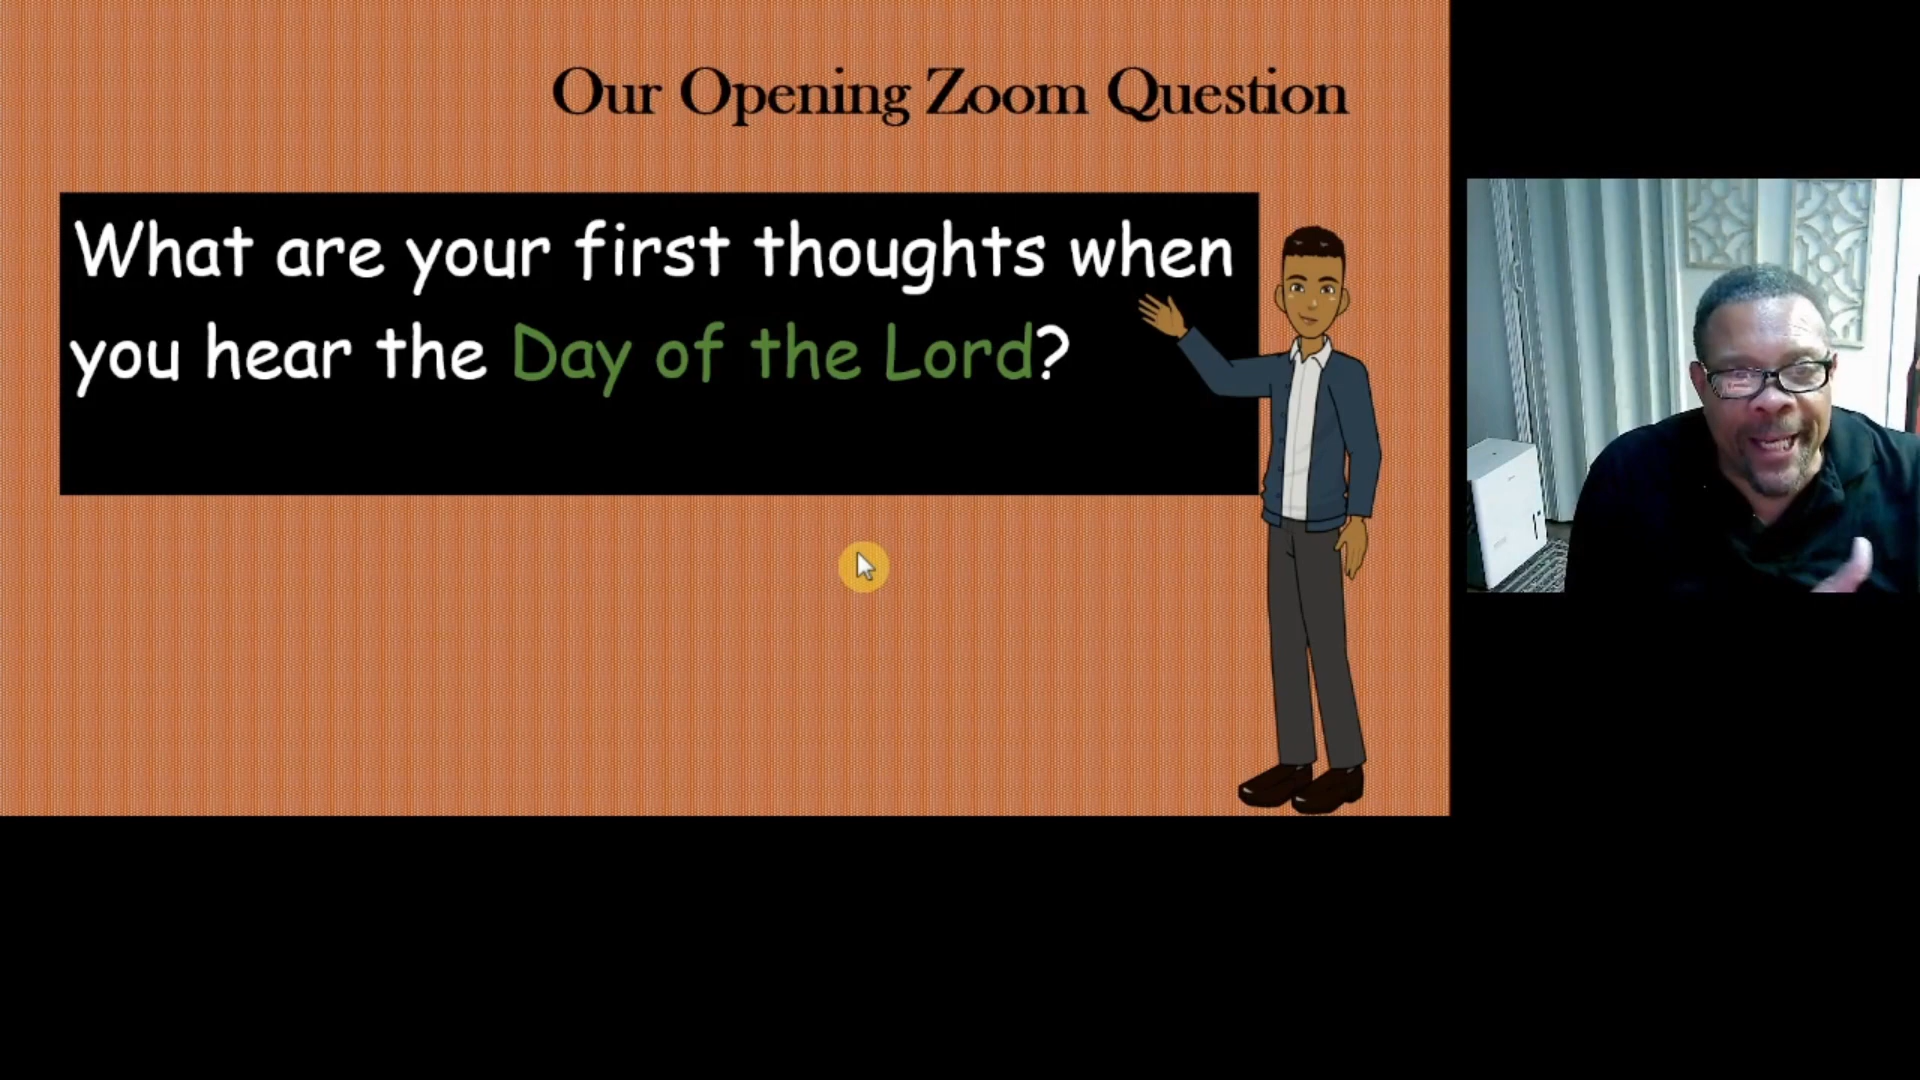 Our Opening Zoom Question
What are your first thoughts when
you hear the Day of the Lord?